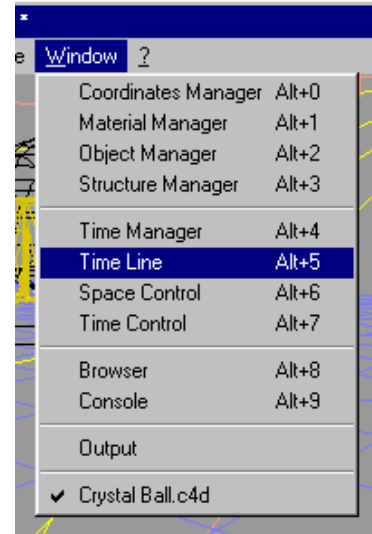 e Window ?
Coordinates Manager Alt+0
Material Manager Alt+1
Object Manager Alt+2
Structure Manager Alt+3
Time Manager Alt+4
Time Line Alt+5
Space Control Alt+6
Time Control Alt+7
Browser Alt+8
Console Alt+9
Output
✔ Crystal Ball.c4d